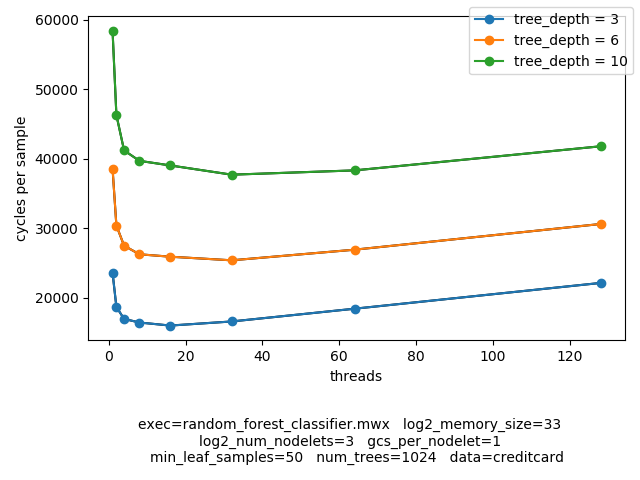 tree_depth = 3
tree_depth = 6
tree_depth = 10
60000
50000
40000
30000
20000
cycles per sample
0 20 40 60 80 100 120
threads
exec=random_forest_classifier.mwx log2_memory_size=33
log2_num_nodelets=3 gcs_per_nodelet=1
min_leaf_samples=50 num_trees=1024 data=creditcard